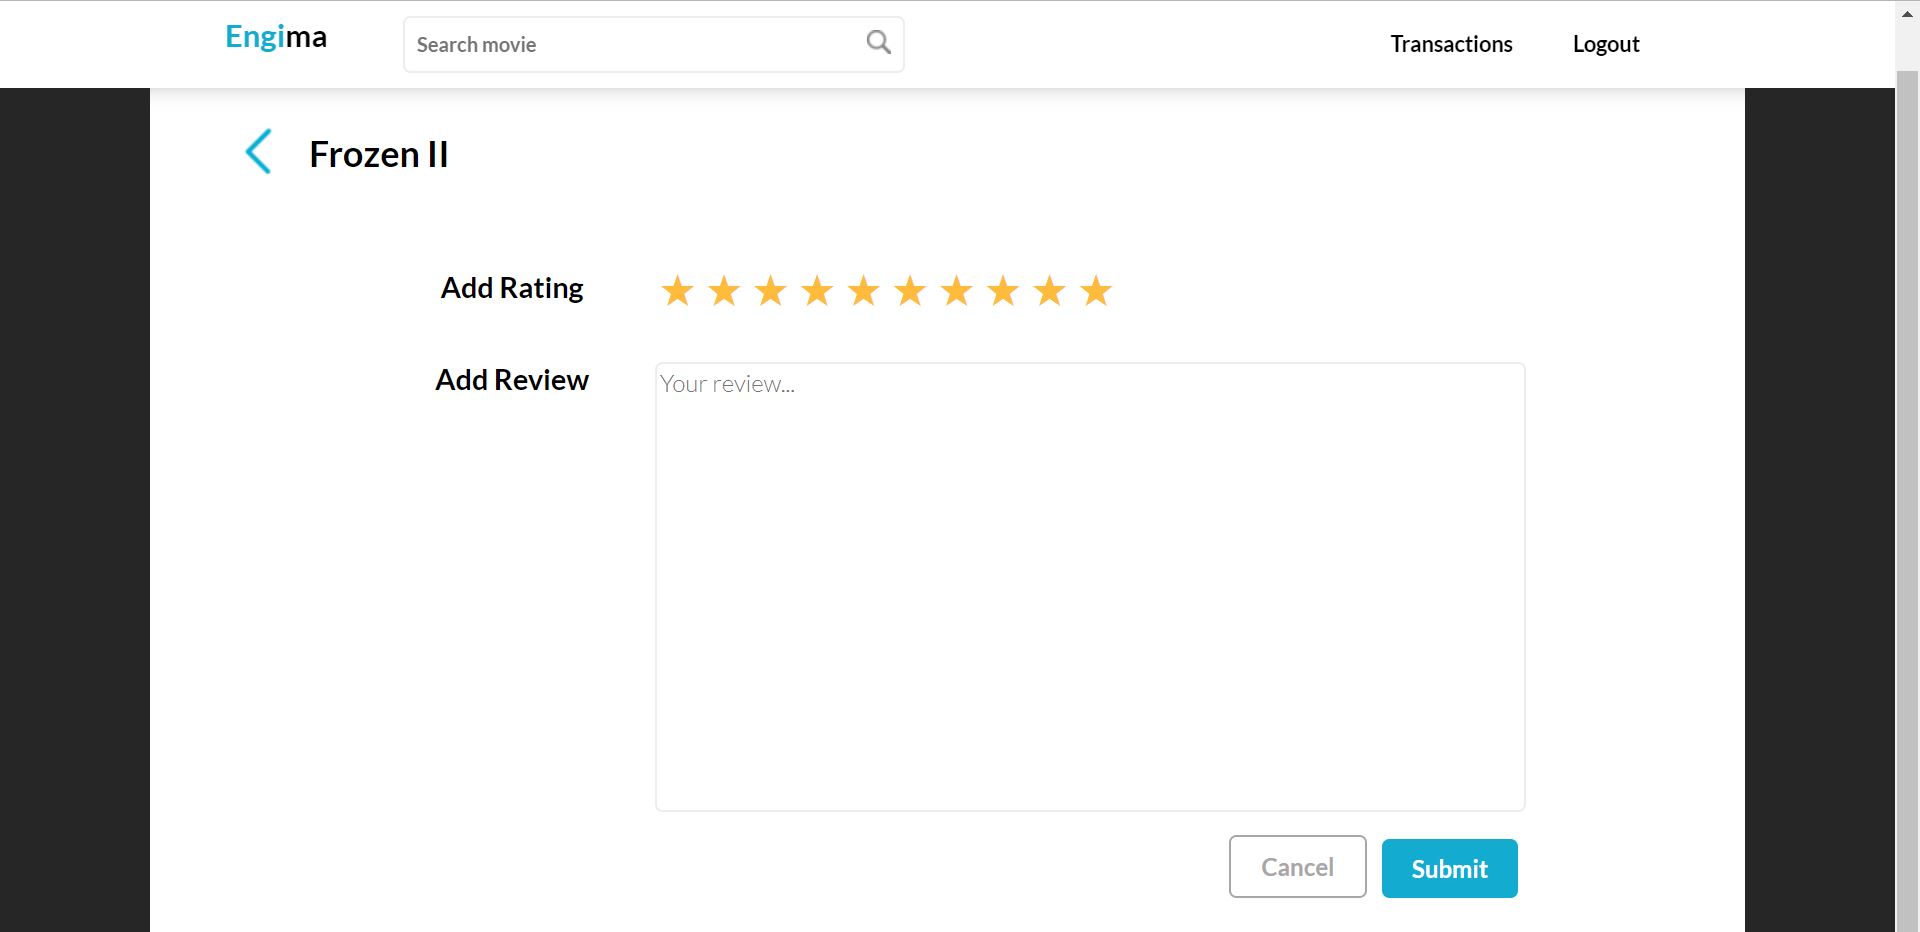 Engima
Search movie
Transactions
Logout
Frozen II
Add Rating
Add Review
Your review...
Cancel
Submit